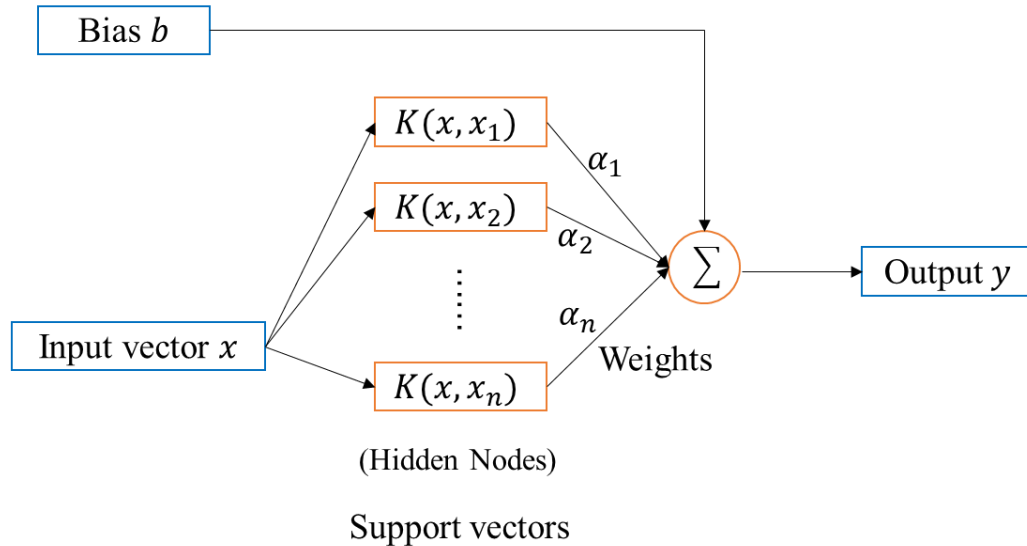 Bias b
K(x, x₁)
α₁
K(x, x₂)
α₂
∑
Output y
Input vector x
αₙ
Weights
K(x, xₙ)
(Hidden Nodes)
Support vectors